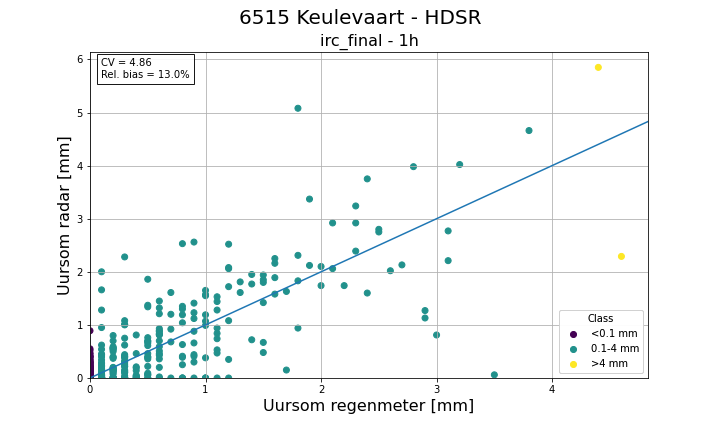 6515 Keulevaart - HDSR
irc_final - 1h
CV = 4.86
Rel. bias = 13.0%
6
5
4
3
2
1
0
Uursom radar [mm]
0 1 2 3 4
Uursom regenmeter [mm]
Class
<0.1 mm
0.1-4 mm
>4 mm